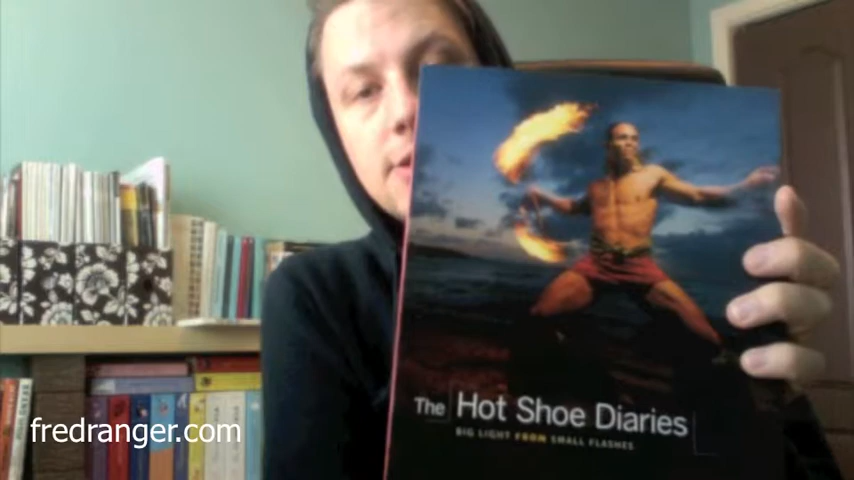 The Hot Shoe Diaries
BIG LIGHT FROM SMALL FLASHES
fredranger.com